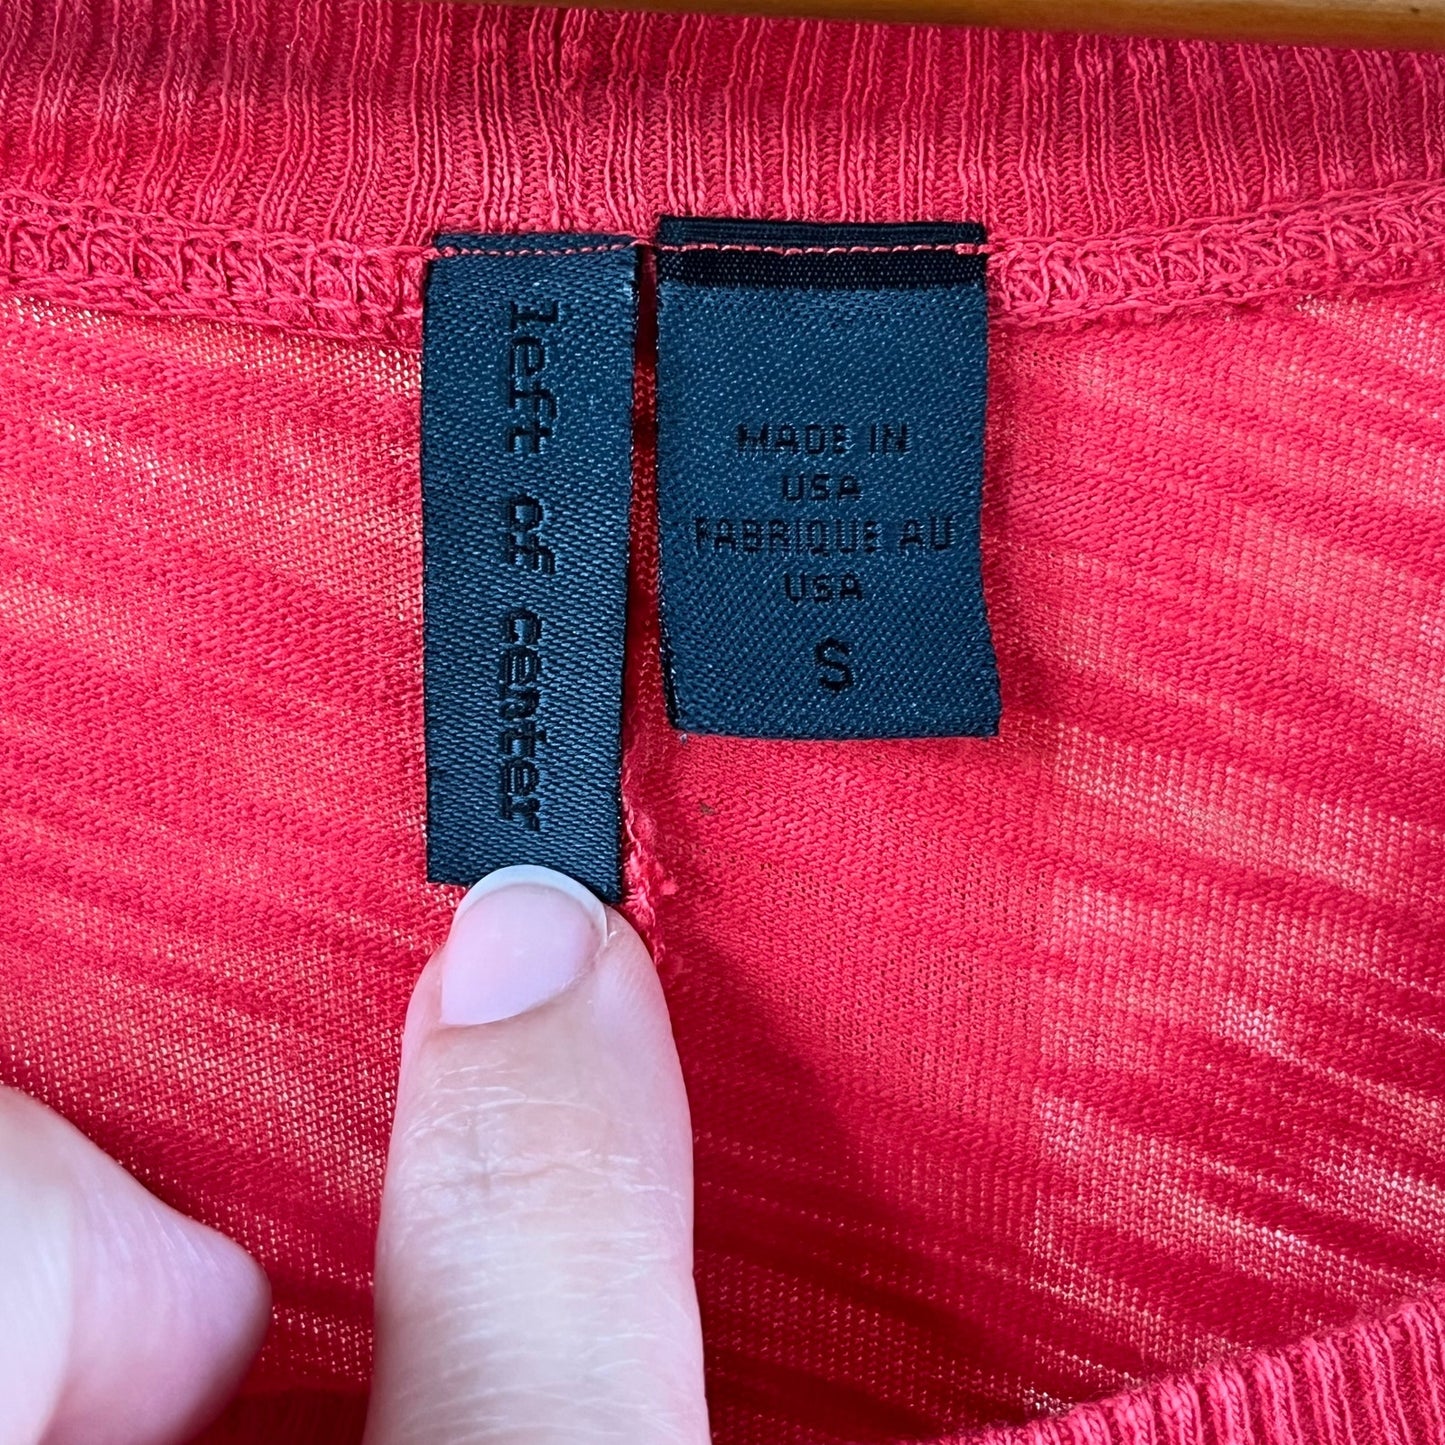 left of center
MADE IN
USA
FABRIQUE AU
USA
S